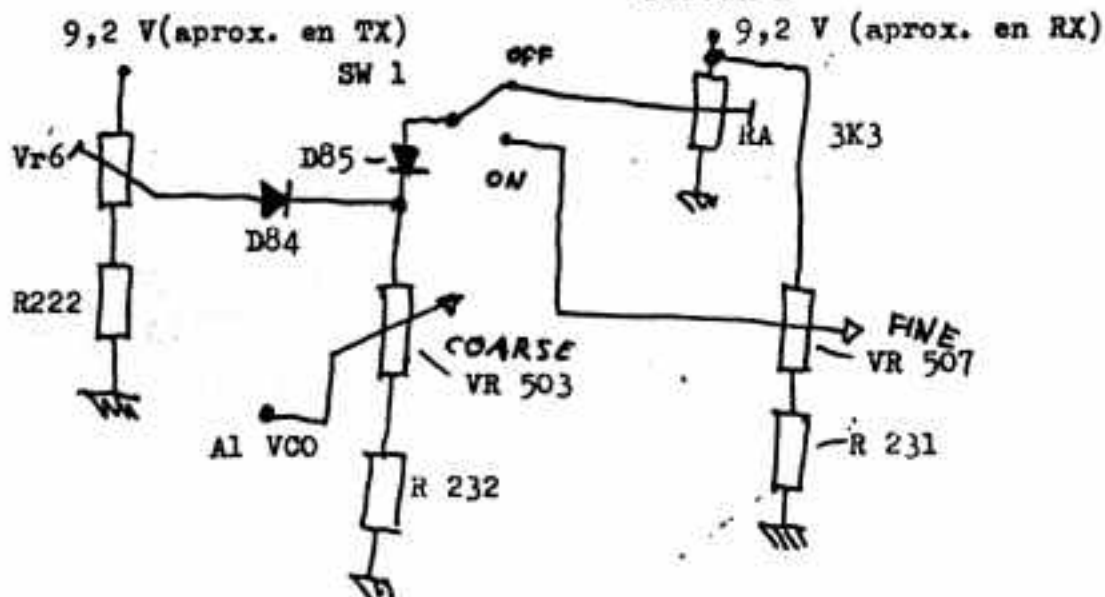 9,2 V(aprox. en TX)
9,2 V (aprox. en RX)
SW 1
OFF
Vr6
D85
RA
3K3
ON
D84
R222
COARSE
VR 503
FINE
VR 507
Al VCO
R 232
R 231